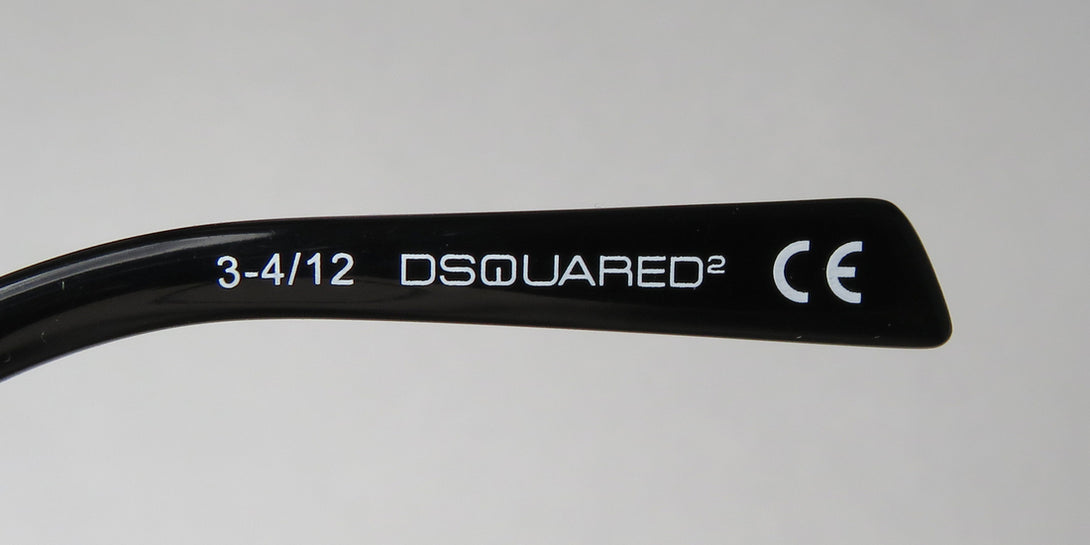 3-4/12 DSQUARED² CE